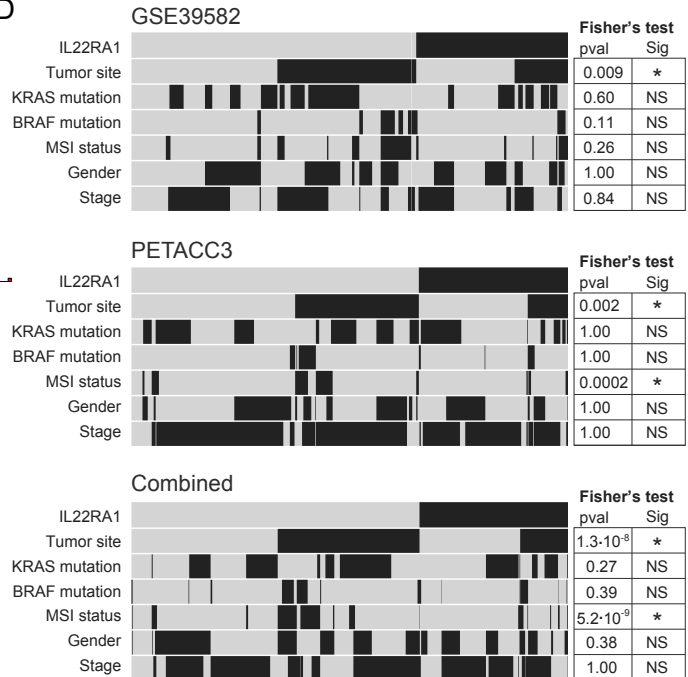 D
GSE39582
Fisher's test
IL22RA1 pval Sig
Tumor site 0.009 *
KRAS mutation 0.60 NS
BRAF mutation 0.11 NS
MSI status 0.26 NS
Gender 1.00 NS
Stage 0.84 NS
PETACC3
Fisher's test
IL22RA1 pval Sig
Tumor site 0.002 *
KRAS mutation 1.00 NS
BRAF mutation 1.00 NS
MSI status 0.0002 *
Gender 1.00 NS
Stage 1.00 NS
Combined
Fisher's test
IL22RA1 pval Sig
Tumor site 1.3·10⁻⁸ *
KRAS mutation 0.27 NS
BRAF mutation 0.39 NS
MSI status 5.2·10⁻⁹ *
Gender 0.38 NS
Stage 1.00 NS